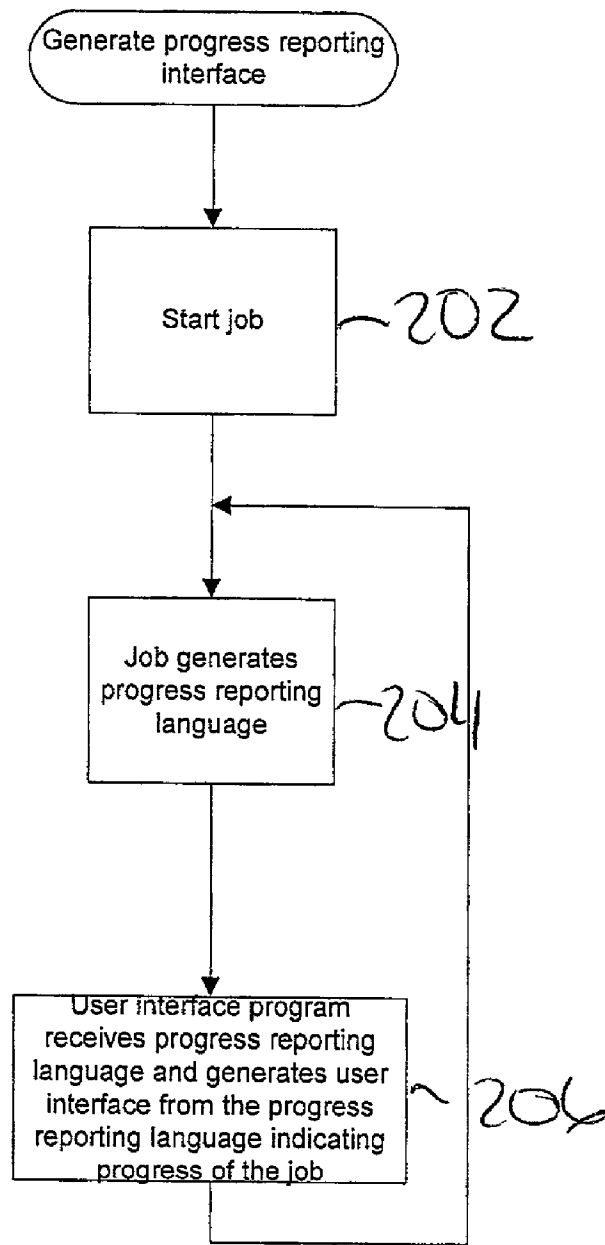 Generate progress reporting
interface
Start job
202
Job generates
progress reporting
language
204
User interface program
receives progress reporting
language and generates user
interface from the progress
reporting language indicating
progress of the job
206